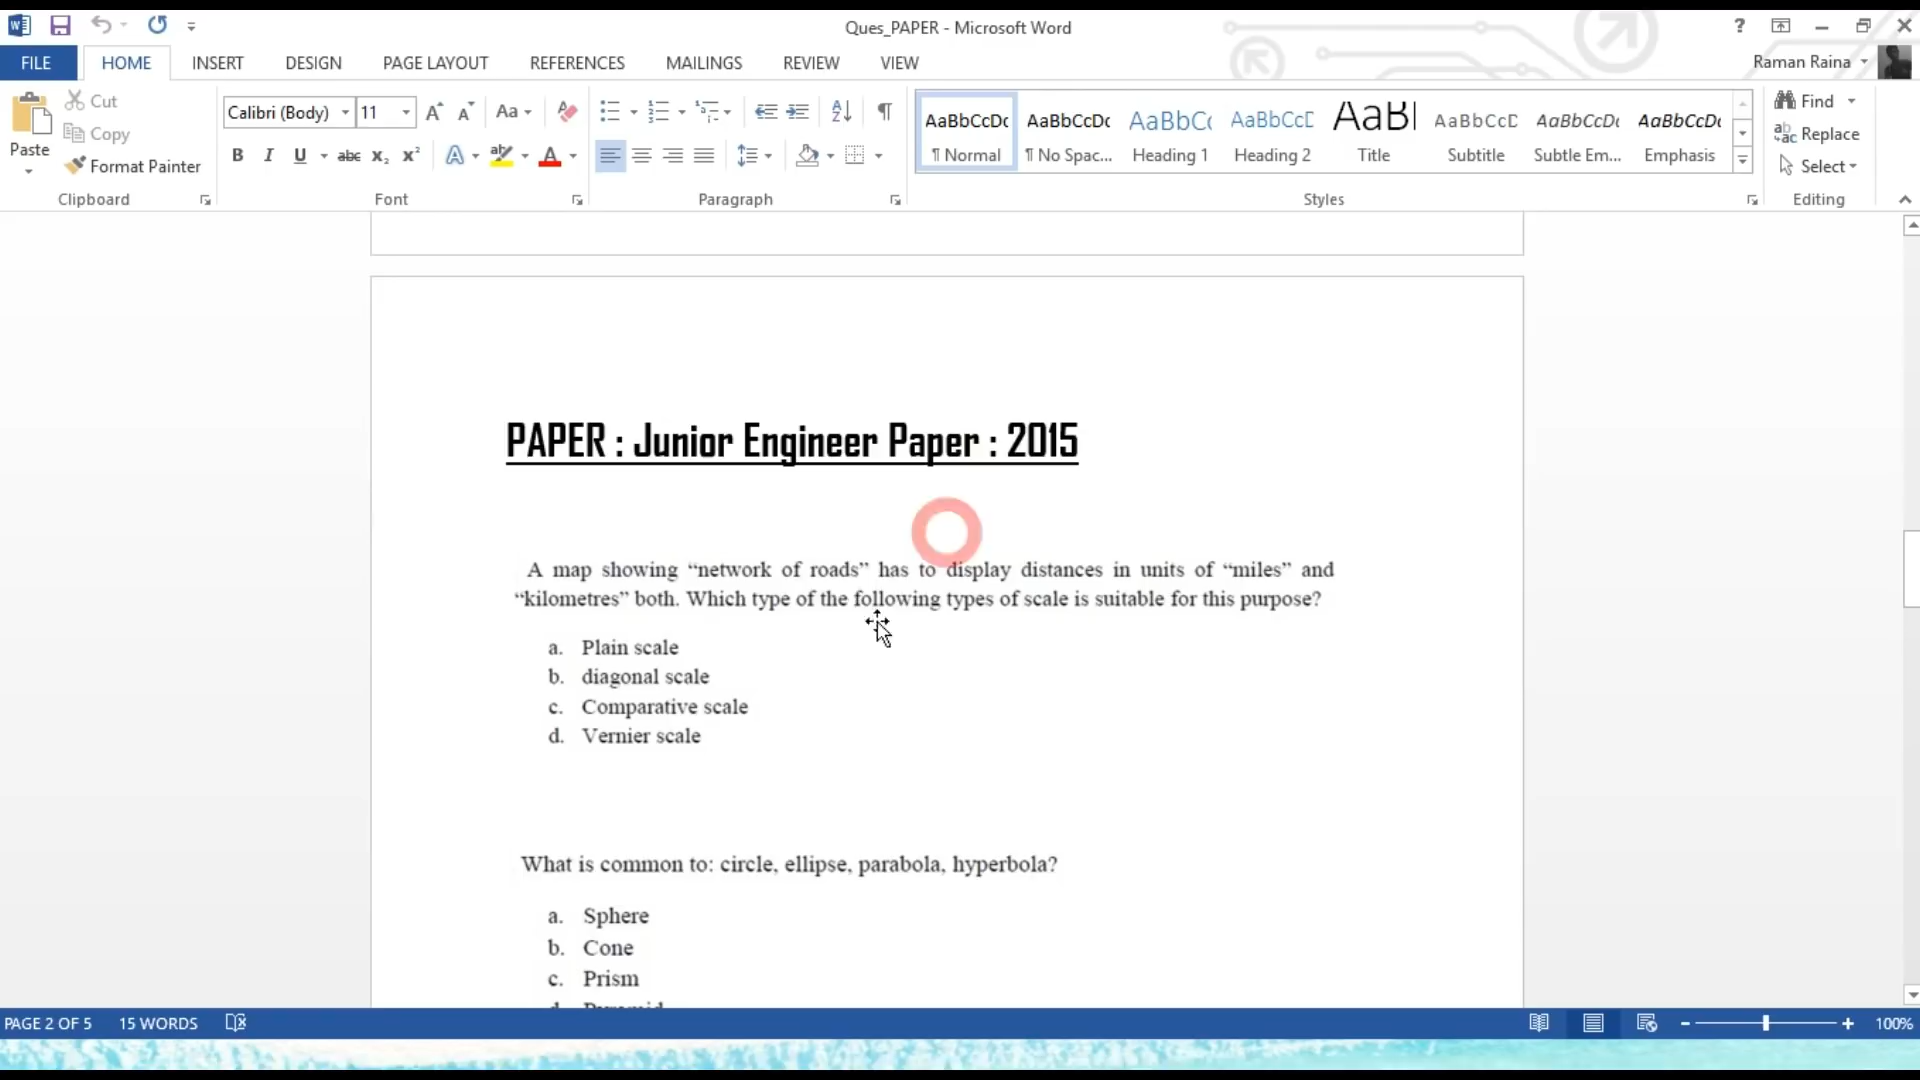 Ques_PAPER - Microsoft Word
FILE HOME INSERT DESIGN PAGE LAYOUT REFERENCES MAILINGS REVIEW VIEW
Raman Raina
Paste
Cut
Copy
Format Painter
Clipboard
Calibri (Body) 11
Font
Paragraph
AaBbCcDc AaBbCcDc AaBbC( AaBbCcD AaB AaBbCcD AaBbCcDc AaBbCcDc
¶ Normal ¶ No Spac... Heading 1 Heading 2 Title Subtitle Subtle Em... Emphasis
Styles
Find
Replace
Select
Editing
PAPER : Junior Engineer Paper : 2015
A map showing “network of roads” has to display distances in units of “miles” and
“kilometres” both. Which type of the following types of scale is suitable for this purpose?
a. Plain scale
b. diagonal scale
c. Comparative scale
d. Vernier scale
What is common to: circle, ellipse, parabola, hyperbola?
a. Sphere
b. Cone
c. Prism
d. Pyramid
PAGE 2 OF 5 15 WORDS 100%